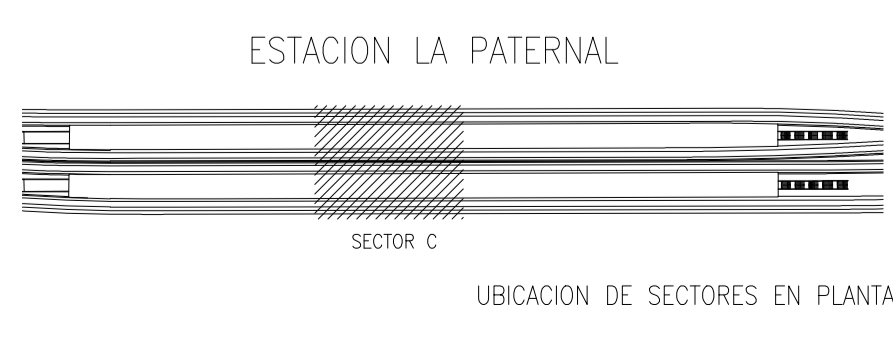 ESTACION LA PATERNAL
SECTOR C
UBICACION DE SECTORES EN PLANTA